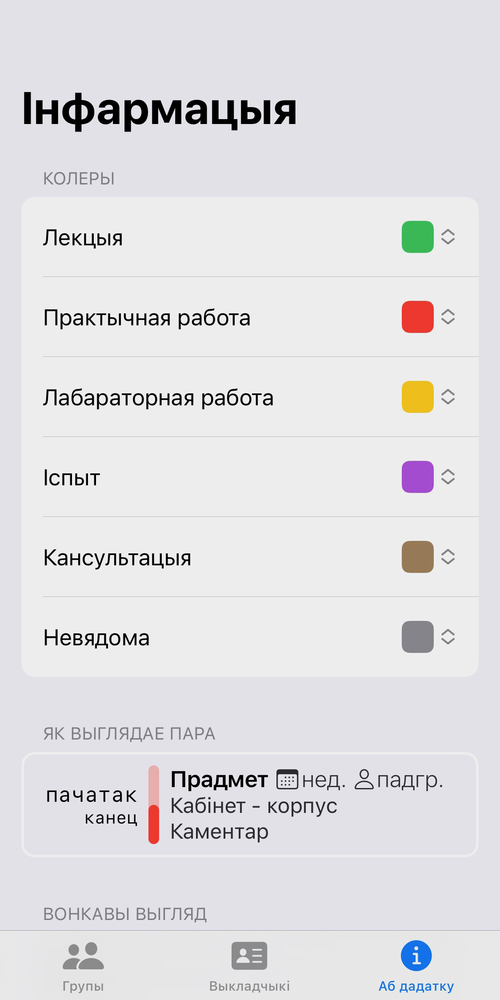 Інфармацыя
КОЛЕРЫ
Лекцыя
Практычная работа
Лабараторная работа
Іспыт
Кансультацыя
Невядома
ЯК ВЫГЛЯДАЕ ПАРА
пачатак
канец
Прадмет нед. падгр.
Кабінет - корпус
Каментар
ВОНКАВЫ ВЫГЛЯД
Групы
Выкладчыкі
Аб дадатку